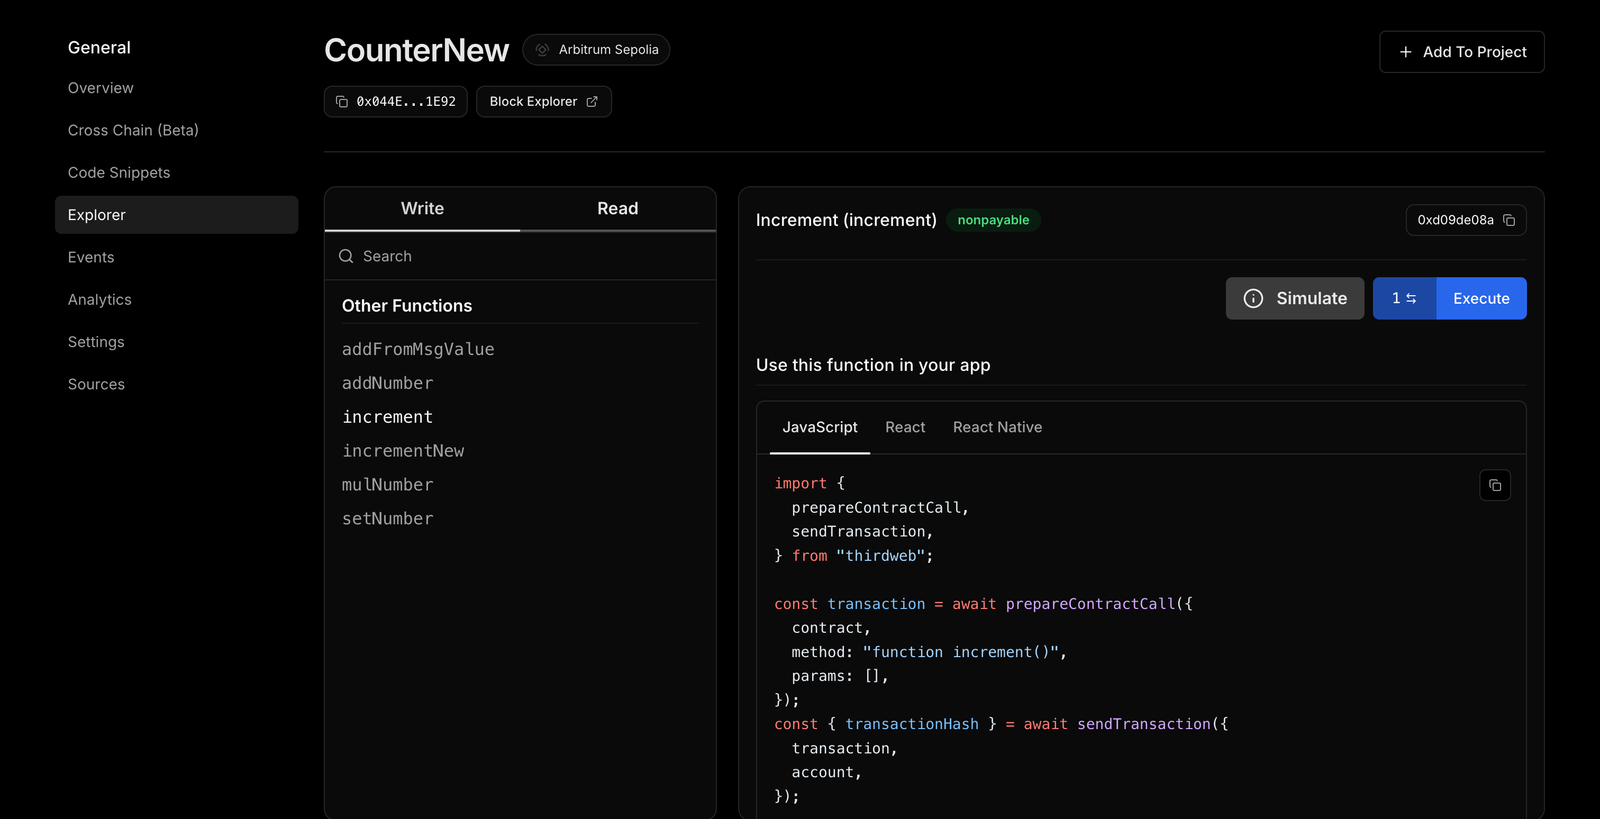 General
Overview
Cross Chain (Beta)
Code Snippets
Explorer
Events
Analytics
Settings
Sources
CounterNew
Arbitrum Sepolia
0x044E...1E92
Block Explorer
Add To Project
Write
Read
Search
Other Functions
addFromMsgValue
addNumber
increment
incrementNew
mulNumber
setNumber
Increment (increment)
nonpayable
0xd09de08a
Simulate
1
Execute
Use this function in your app
JavaScript
React
React Native
import {
  prepareContractCall,
  sendTransaction,
} from "thirdweb";
const transaction = await prepareContractCall({
  contract,
  method: "function increment()",
  params: [],
});
const { transactionHash } = await sendTransaction({
  transaction,
  account,
});